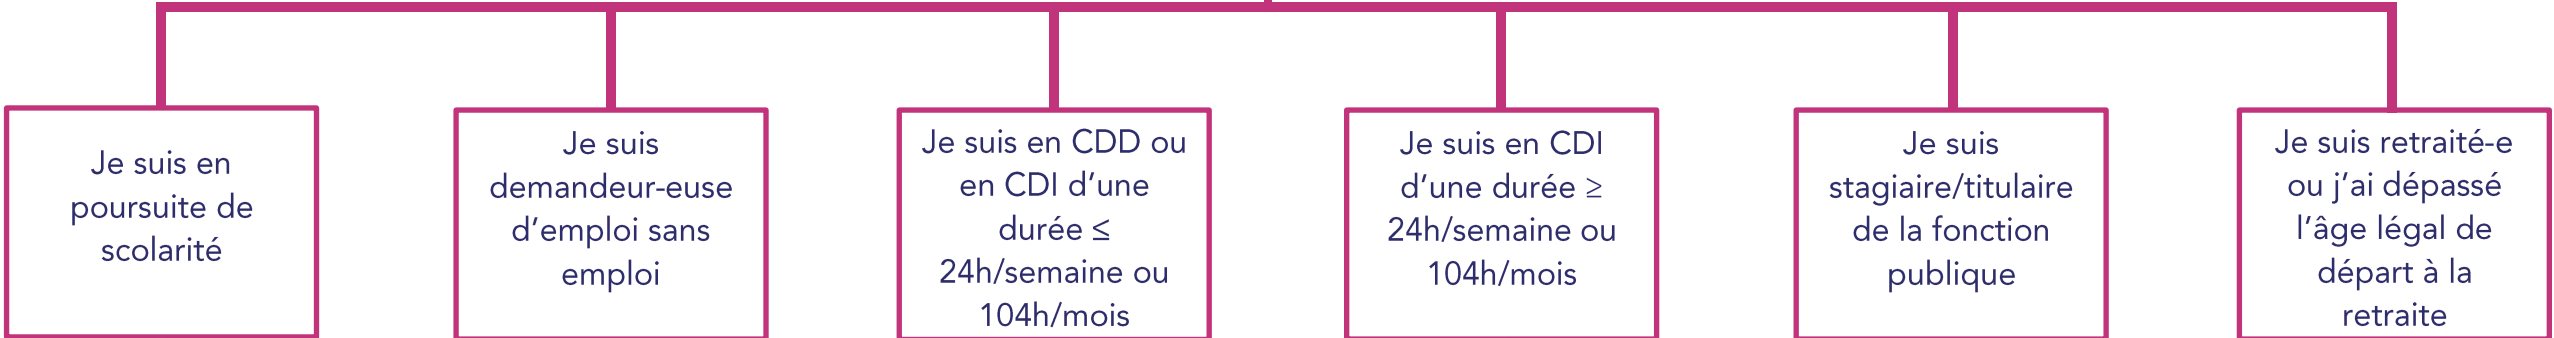 Je suis en
poursuite de
scolarité
Je suis
demandeur-euse
d’emploi sans
emploi
Je suis en CDD ou
en CDI d’une
durée ≤
24h/semaine ou
104h/mois
Je suis en CDI
d’une durée ≥
24h/semaine ou
104h/mois
Je suis
stagiaire/titulaire
de la fonction
publique
Je suis retraité-e
ou j’ai dépassé
l’âge légal de
départ à la
retraite